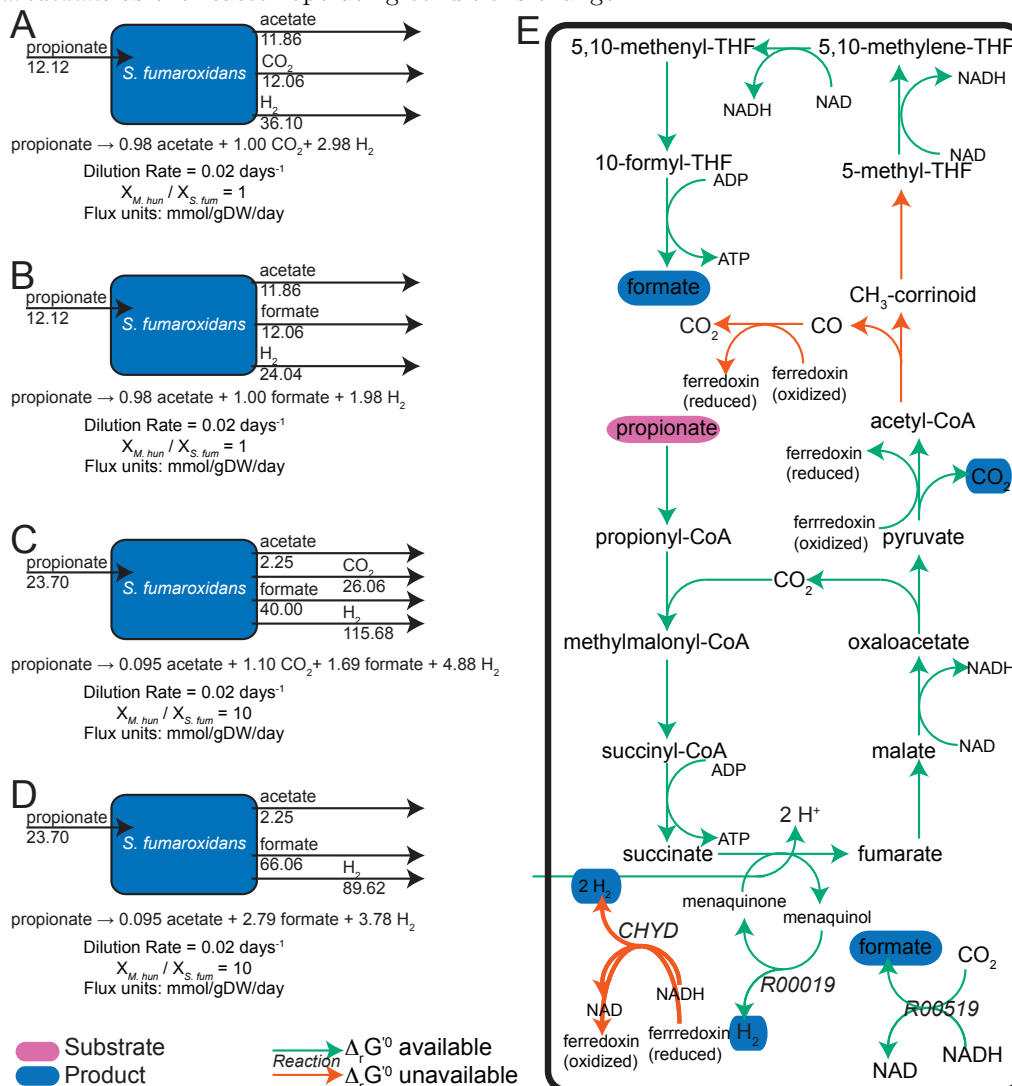 A
propionate
12.12
S. fumaroxidans
acetate
11.86
CO2
12.06
H2
36.10
propionate → 0.98 acetate + 1.00 CO2+ 2.98 H2
Dilution Rate = 0.02 days-1
XM. hun / XS. fum = 1
Flux units: mmol/gDW/day
B
propionate
12.12
S. fumaroxidans
acetate
11.86
formate
12.06
H2
24.04
propionate → 0.98 acetate + 1.00 formate + 1.98 H2
Dilution Rate = 0.02 days-1
XM. hun / XS. fum = 1
Flux units: mmol/gDW/day
C
propionate
23.70
S. fumaroxidans
acetate
2.25
CO2
26.06
formate
40.00
H2
115.68
propionate → 0.095 acetate + 1.10 CO2+ 1.69 formate + 4.88 H2
Dilution Rate = 0.02 days-1
XM. hun / XS. fum = 10
Flux units: mmol/gDW/day
D
propionate
23.70
S. fumaroxidans
acetate
2.25
formate
66.06
H2
89.62
propionate → 0.095 acetate + 2.79 formate + 3.78 H2
Dilution Rate = 0.02 days-1
XM. hun / XS. fum = 10
Flux units: mmol/gDW/day
Substrate
Product
Reaction
ΔrG'0 available
ΔrG'0 unavailable
E
5,10-methenyl-THF
5,10-methylene-THF
NADH
NAD
NADH
NAD
10-formyl-THF
5-methyl-THF
ADP
ATP
formate
CH3-corrinoid
CO2
CO
ferredoxin
(reduced)
ferredoxin
(oxidized)
propionate
acetyl-CoA
ferredoxin
(reduced)
CO2
ferrredoxin
(oxidized)
pyruvate
propionyl-CoA
CO2
methylmalonyl-CoA
oxaloacetate
NADH
NAD
succinyl-CoA
malate
ADP
ATP
2 H+
succinate
fumarate
2 H2
menaquinone
menaquinol
CHYD
formate
CO2
R00019
R00519
NAD
NADH
ferredoxin
(oxidized)
ferrredoxin
(reduced)
H2
NAD
NADH